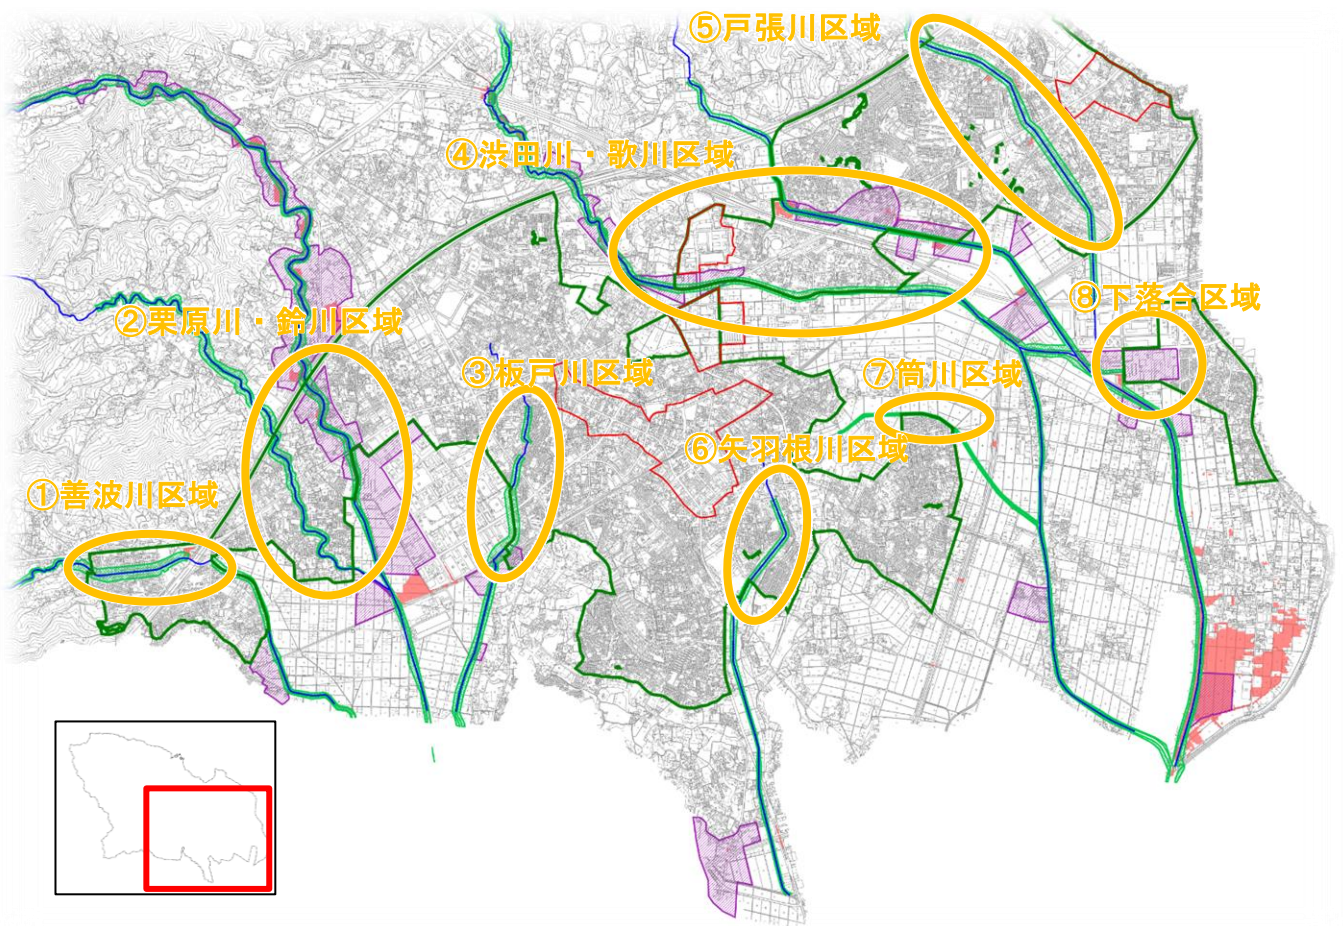 ⑤戸張川区域
④渋田川・歌川区域
⑧下落合区域
②栗原川・鈴川区域
③板戸川区域
⑦筒川区域
⑥矢羽根川区域
①善波川区域